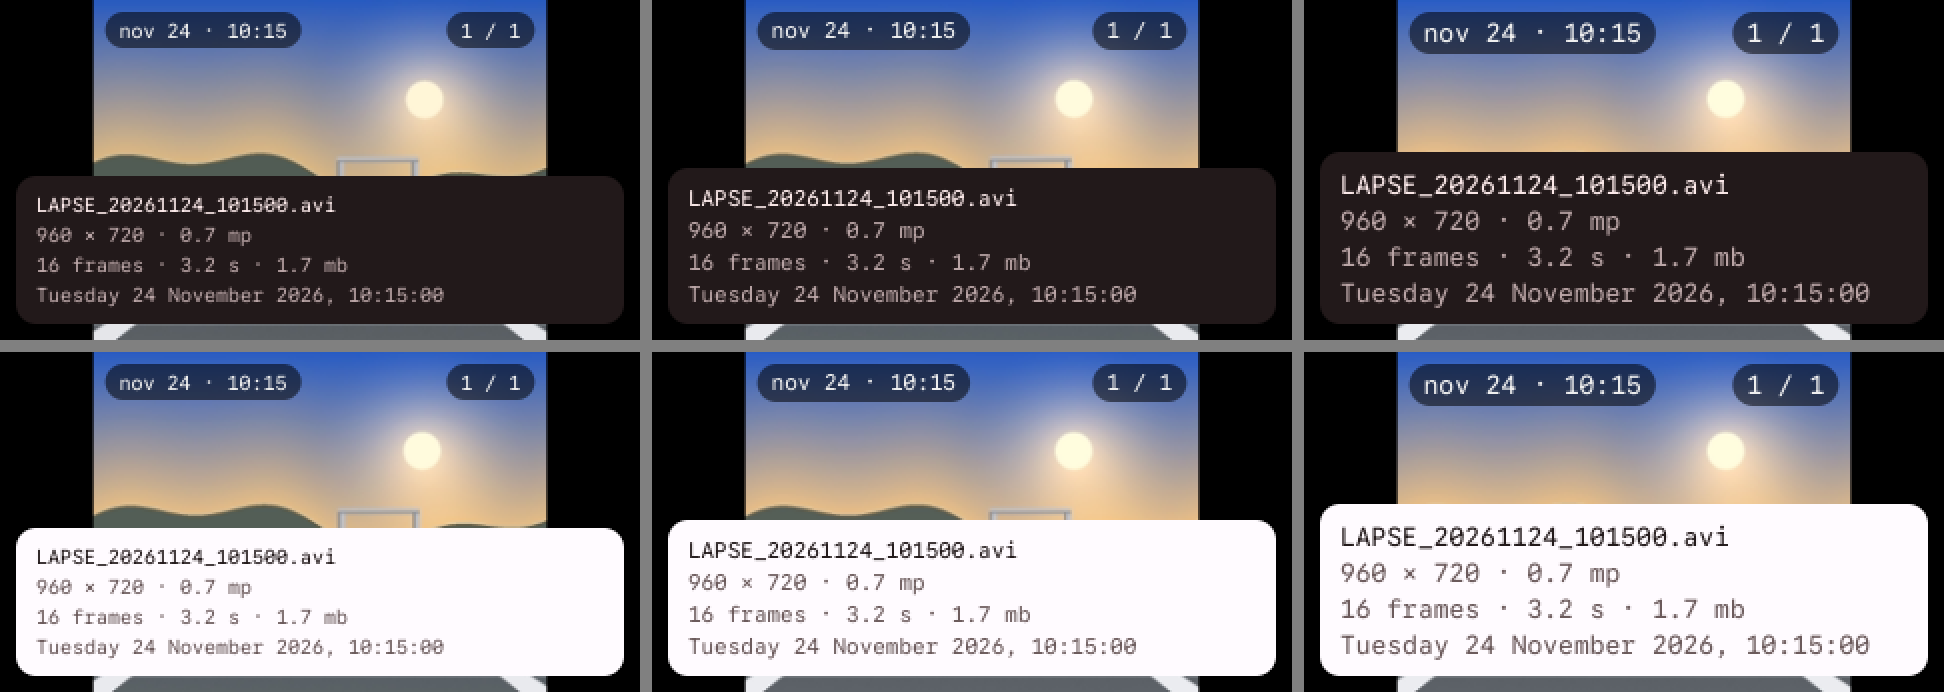 nov 24 · 10:15
1 / 1
LAPSE_20261124_101500.avi
960 × 720 · 0.7 mp
16 frames · 3.2 s · 1.7 mb
Tuesday 24 November 2026, 10:15:00
nov 24 · 10:15
1 / 1
LAPSE_20261124_101500.avi
960 × 720 · 0.7 mp
16 frames · 3.2 s · 1.7 mb
Tuesday 24 November 2026, 10:15:00
nov 24 · 10:15
1 / 1
LAPSE_20261124_101500.avi
960 × 720 · 0.7 mp
16 frames · 3.2 s · 1.7 mb
Tuesday 24 November 2026, 10:15:00
nov 24 · 10:15
1 / 1
LAPSE_20261124_101500.avi
960 × 720 · 0.7 mp
16 frames · 3.2 s · 1.7 mb
Tuesday 24 November 2026, 10:15:00
nov 24 · 10:15
1 / 1
LAPSE_20261124_101500.avi
960 × 720 · 0.7 mp
16 frames · 3.2 s · 1.7 mb
Tuesday 24 November 2026, 10:15:00
nov 24 · 10:15
1 / 1
LAPSE_20261124_101500.avi
960 × 720 · 0.7 mp
16 frames · 3.2 s · 1.7 mb
Tuesday 24 November 2026, 10:15:00